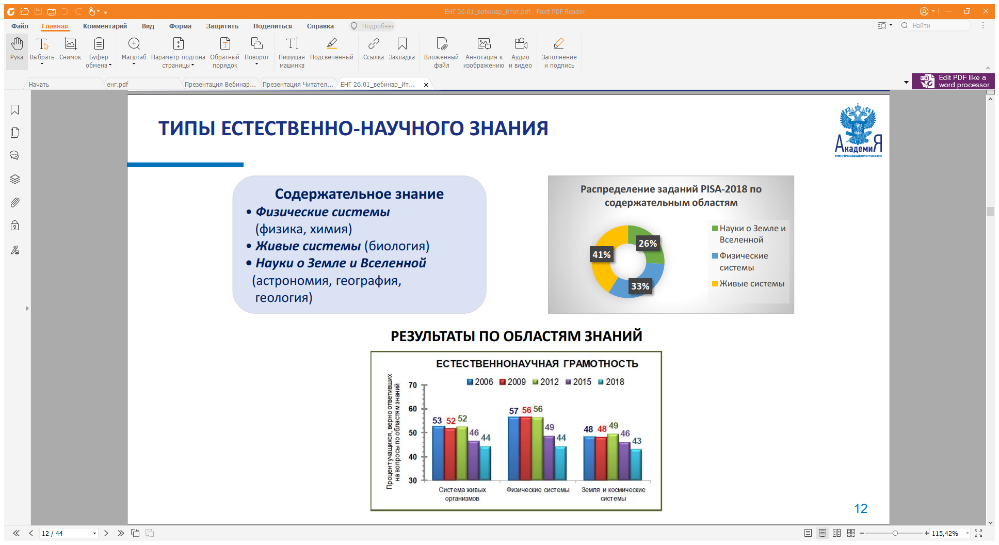 ЕНГ 26.01_вебинар_Итог.pdf - Foxit PDF Reader
Файл Главная Комментарий Вид Форма Защитить Поделиться Справка Подробнее Найти
Рука
Выбрать
Снимок
Буфер
обмена
Масштаб
Параметр подгона
страницы
Обратный
порядок
Поворот
Пишущая
машинка
Подсвеченный
Ссылка
Закладка
Вложенный
файл
Аннотация к
изображению
Аудио
и видео
Заполнение
и подпись
Начать енг.pdf Презентация Вебинар... Презентация Читател... ЕНГ 26.01_вебинар_Ит...
Edit PDF like a
word processor
ТИПЫ ЕСТЕСТВЕННО-НАУЧНОГО ЗНАНИЯ
АкадемиЯ
МИНПРОСВЕЩЕНИЯ РОССИИ
Содержательное знание
• Физические системы
(физика, химия)
• Живые системы (биология)
• Науки о Земле и Вселенной
(астрономия, география,
геология)
Распределение заданий PISA-2018 по
содержательным областям
26%
41%
33%
Науки о Земле и
Вселенной
Физические
системы
Живые системы
РЕЗУЛЬТАТЫ ПО ОБЛАСТЯМ ЗНАНИЙ
ЕСТЕСТВЕННОНАУЧНАЯ ГРАМОТНОСТЬ
2006 2009 2012 2015 2018
Процент учащихся, верно ответивших
на вопросы по областям знаний
70
60
50
40
30
53 52 52 46 44
57 56 56 49 44
48 48 49 46 43
Система живых
организмов
Физические системы
Земля и космические
системы
12
12 / 44
115,42%